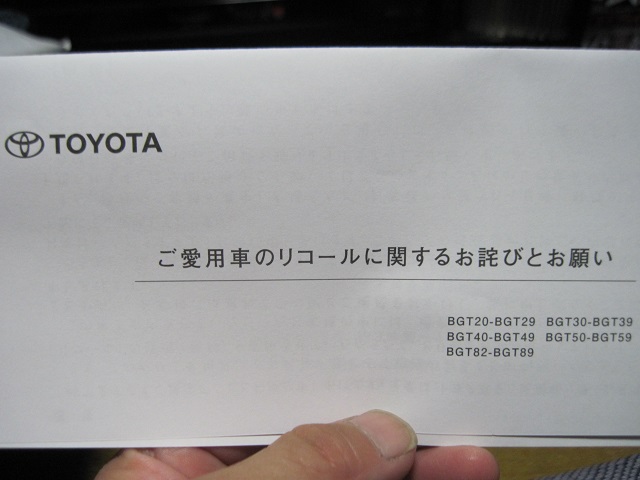 TOYOTA
ご愛用車のリコールに関するお詫びとお願い
BGT20-BGT29 BGT30-BGT39
BGT40-BGT49 BGT50-BGT59
BGT82-BGT89